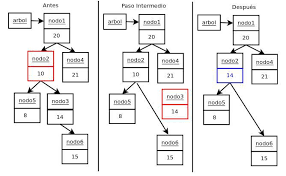 Antes
arbol
nodo1
20
nodo2
10
nodo4
21
nodo5
8
nodo3
14
nodo6
15
Paso Intermedio
arbol
nodo1
20
nodo2
10
nodo4
21
nodo5
8
nodo3
14
nodo6
15
Después
arbol
nodo1
20
nodo2
14
nodo4
21
nodo5
8
nodo6
15